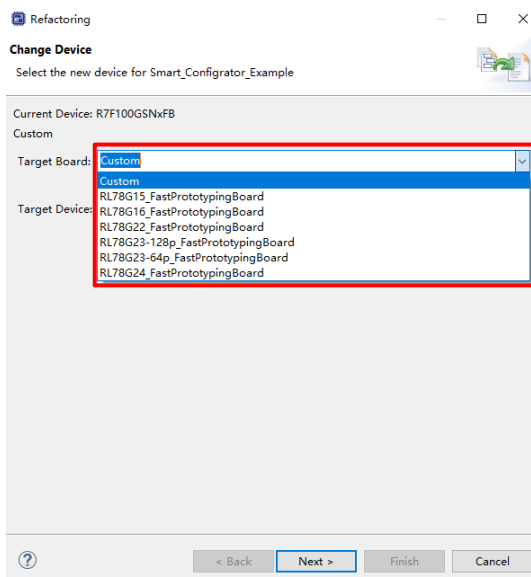 Refactoring
Change Device
Select the new device for Smart_Configrator_Example
Current Device: R7F100GSNxFB
Custom
Target Board: Custom
Custom
RL78G15_FastPrototypingBoard
Target Device: RL78G16_FastPrototypingBoard
RL78G22_FastPrototypingBoard
RL78G23-128p_FastPrototypingBoard
RL78G23-64p_FastPrototypingBoard
RL78G24_FastPrototypingBoard
?
< Back Next > Finish Cancel